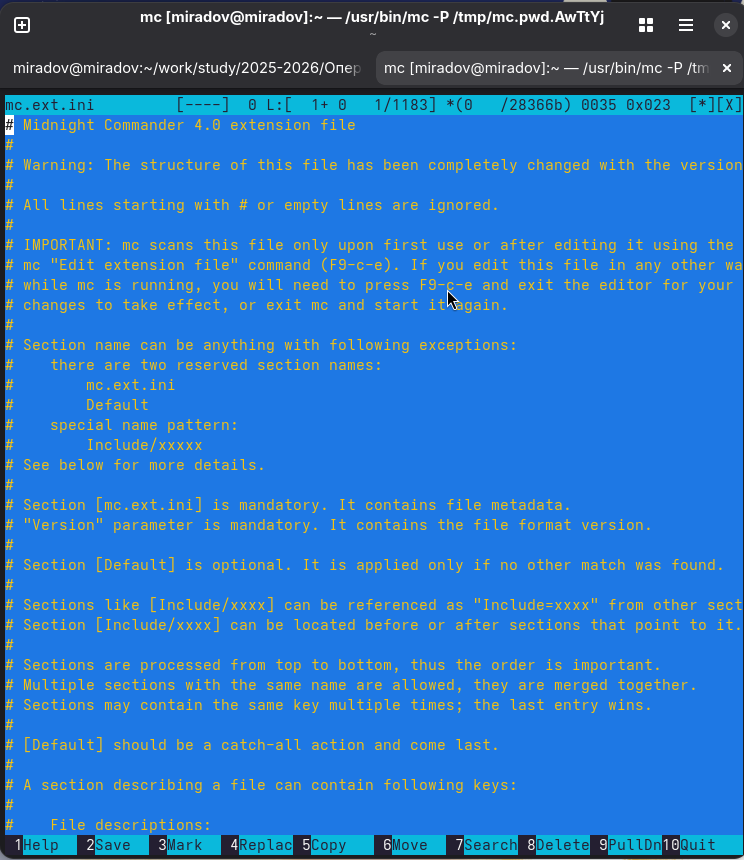 mc [miradov@miradov]:~ — /usr/bin/mc -P /tmp/mc.pwd.AwTtYj
~
miradov@miradov:~/work/study/2025-2026/Опер
mc [miradov@miradov]:~ — /usr/bin/mc -P /tm
mc.ext.ini         [----]  0 L:[  1+ 0   1/1183] *(0   /28366b) 0035 0x023  [*][X]
# Midnight Commander 4.0 extension file
#
# Warning: The structure of this file has been completely changed with the version
#
# All lines starting with # or empty lines are ignored.
#
# IMPORTANT: mc scans this file only upon first use or after editing it using the
# mc "Edit extension file" command (F9-c-e). If you edit this file in any other wa
# while mc is running, you will need to press F9-c-e and exit the editor for your
# changes to take effect, or exit mc and start it again.
#
# Section name can be anything with following exceptions:
#    there are two reserved section names:
#        mc.ext.ini
#        Default
#    special name pattern:
#        Include/xxxxx
# See below for more details.
#
# Section [mc.ext.ini] is mandatory. It contains file metadata.
# "Version" parameter is mandatory. It contains the file format version.
#
# Section [Default] is optional. It is applied only if no other match was found.
#
# Sections like [Include/xxxx] can be referenced as "Include=xxxx" from other sect
# Section [Include/xxxx] can be located before or after sections that point to it.
#
# Sections are processed from top to bottom, thus the order is important.
# Multiple sections with the same name are allowed, they are merged together.
# Sections may contain the same key multiple times; the last entry wins.
#
# [Default] should be a catch-all action and come last.
#
# A section describing a file can contain following keys:
#
#    File descriptions:
1Help  2Save  3Mark  4Replac 5Copy  6Move  7Search 8Delete 9PullDn 10Quit